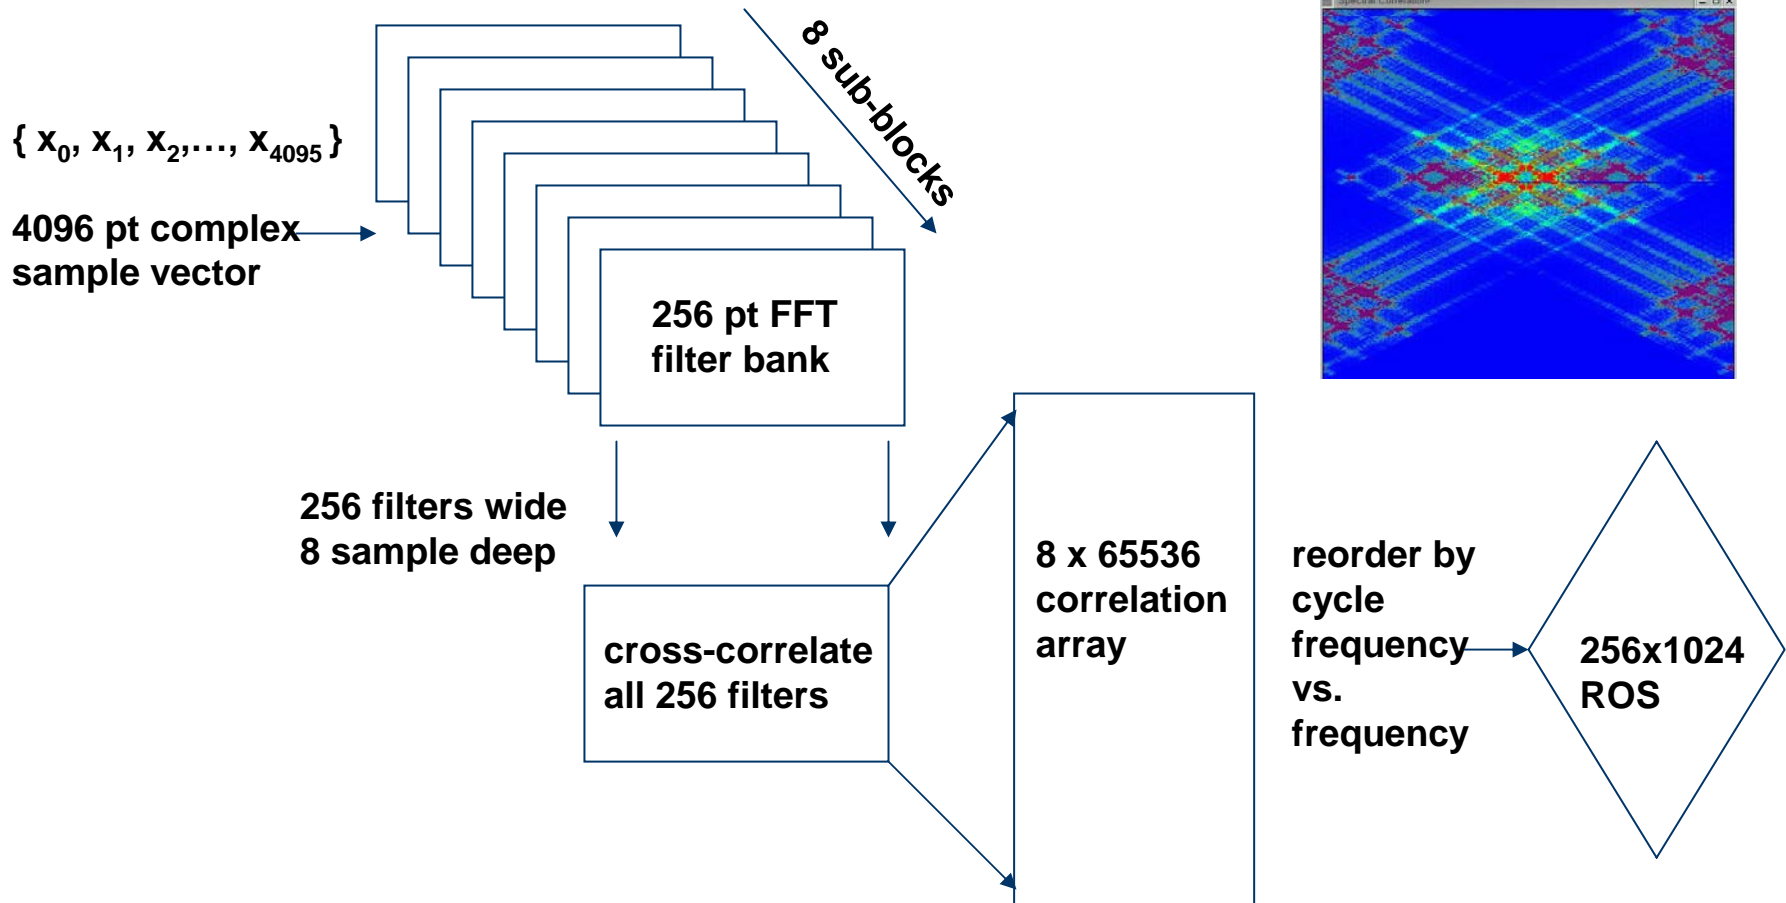 Spectral Correlation
8 sub-blocks
{ x₀, x₁, x₂,…, x₄₀₉₅ }
4096 pt complex
sample vector
256 pt FFT
filter bank
256 filters wide
8 sample deep
cross-correlate
all 256 filters
8 x 65536
correlation
array
reorder by
cycle
frequency
vs.
frequency
256x1024
ROS